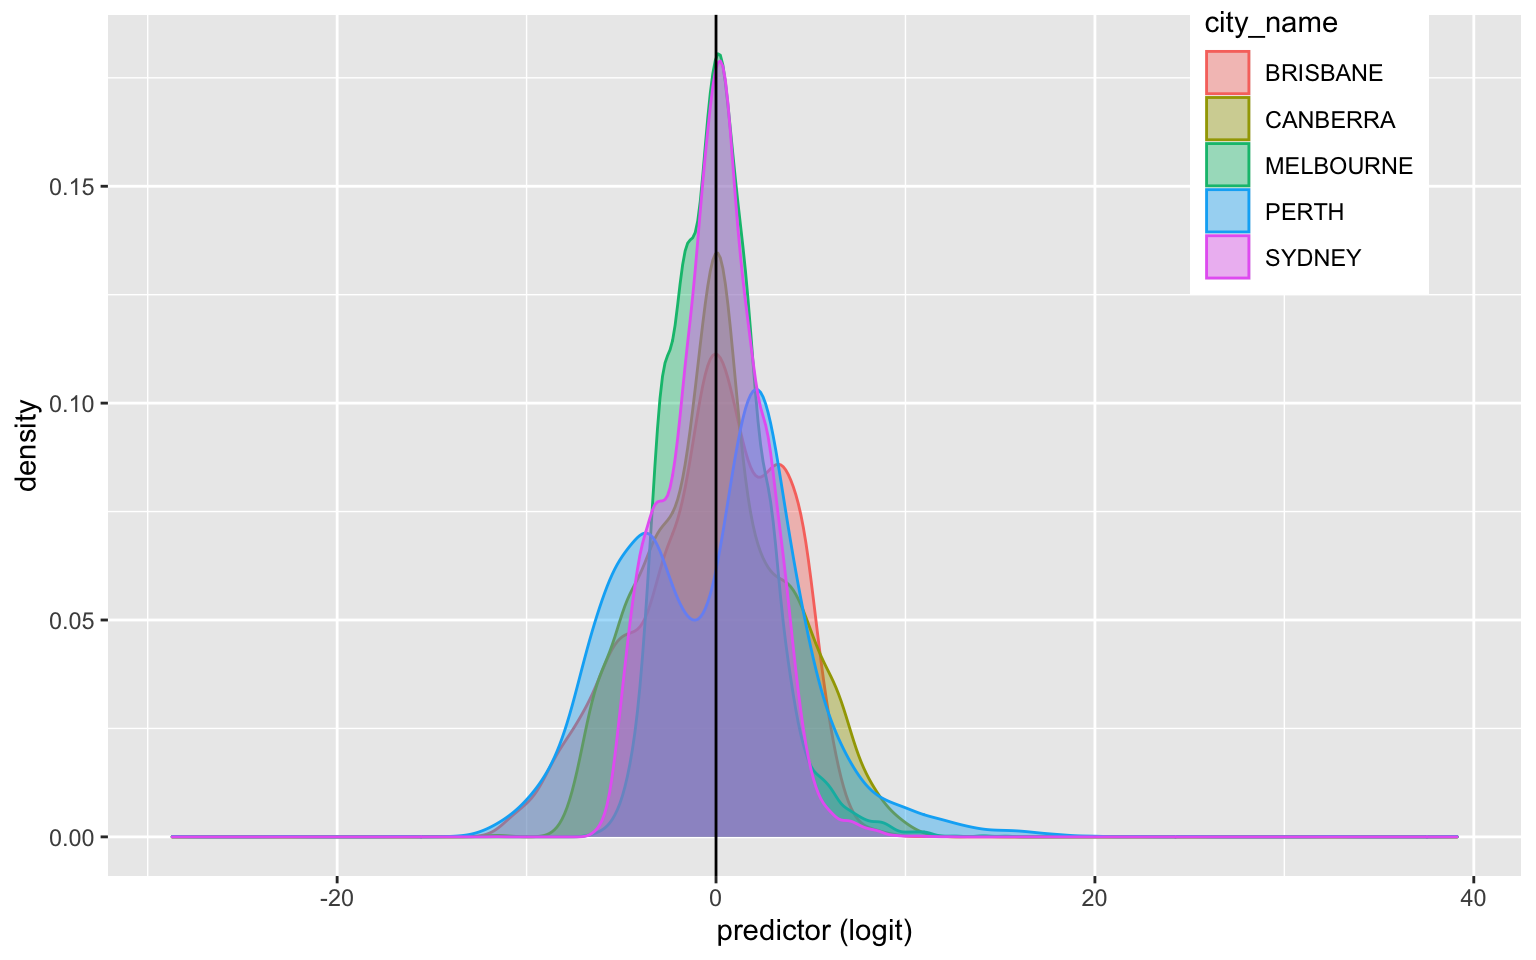 city_name
BRISBANE
CANBERRA
MELBOURNE
PERTH
SYDNEY
density
0.15
0.10
0.05
0.00
-20
0
20
40
predictor (logit)